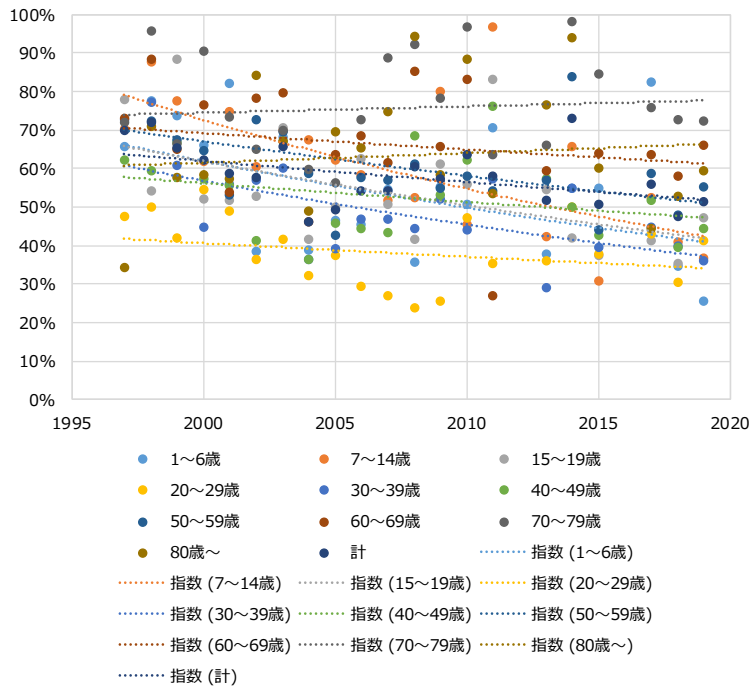 100%
90%
80%
70%
60%
50%
40%
30%
20%
10%
0%
1995 2000 2005 2010 2015 2020
1～6歳 7～14歳 15～19歳
20～29歳 30～39歳 40～49歳
50～59歳 60～69歳 70～79歳
80歳～ 計 指数 (1～6歳)
指数 (7～14歳) 指数 (15～19歳) 指数 (20～29歳)
指数 (30～39歳) 指数 (40～49歳) 指数 (50～59歳)
指数 (60～69歳) 指数 (70～79歳) 指数 (80歳～)
指数 (計)